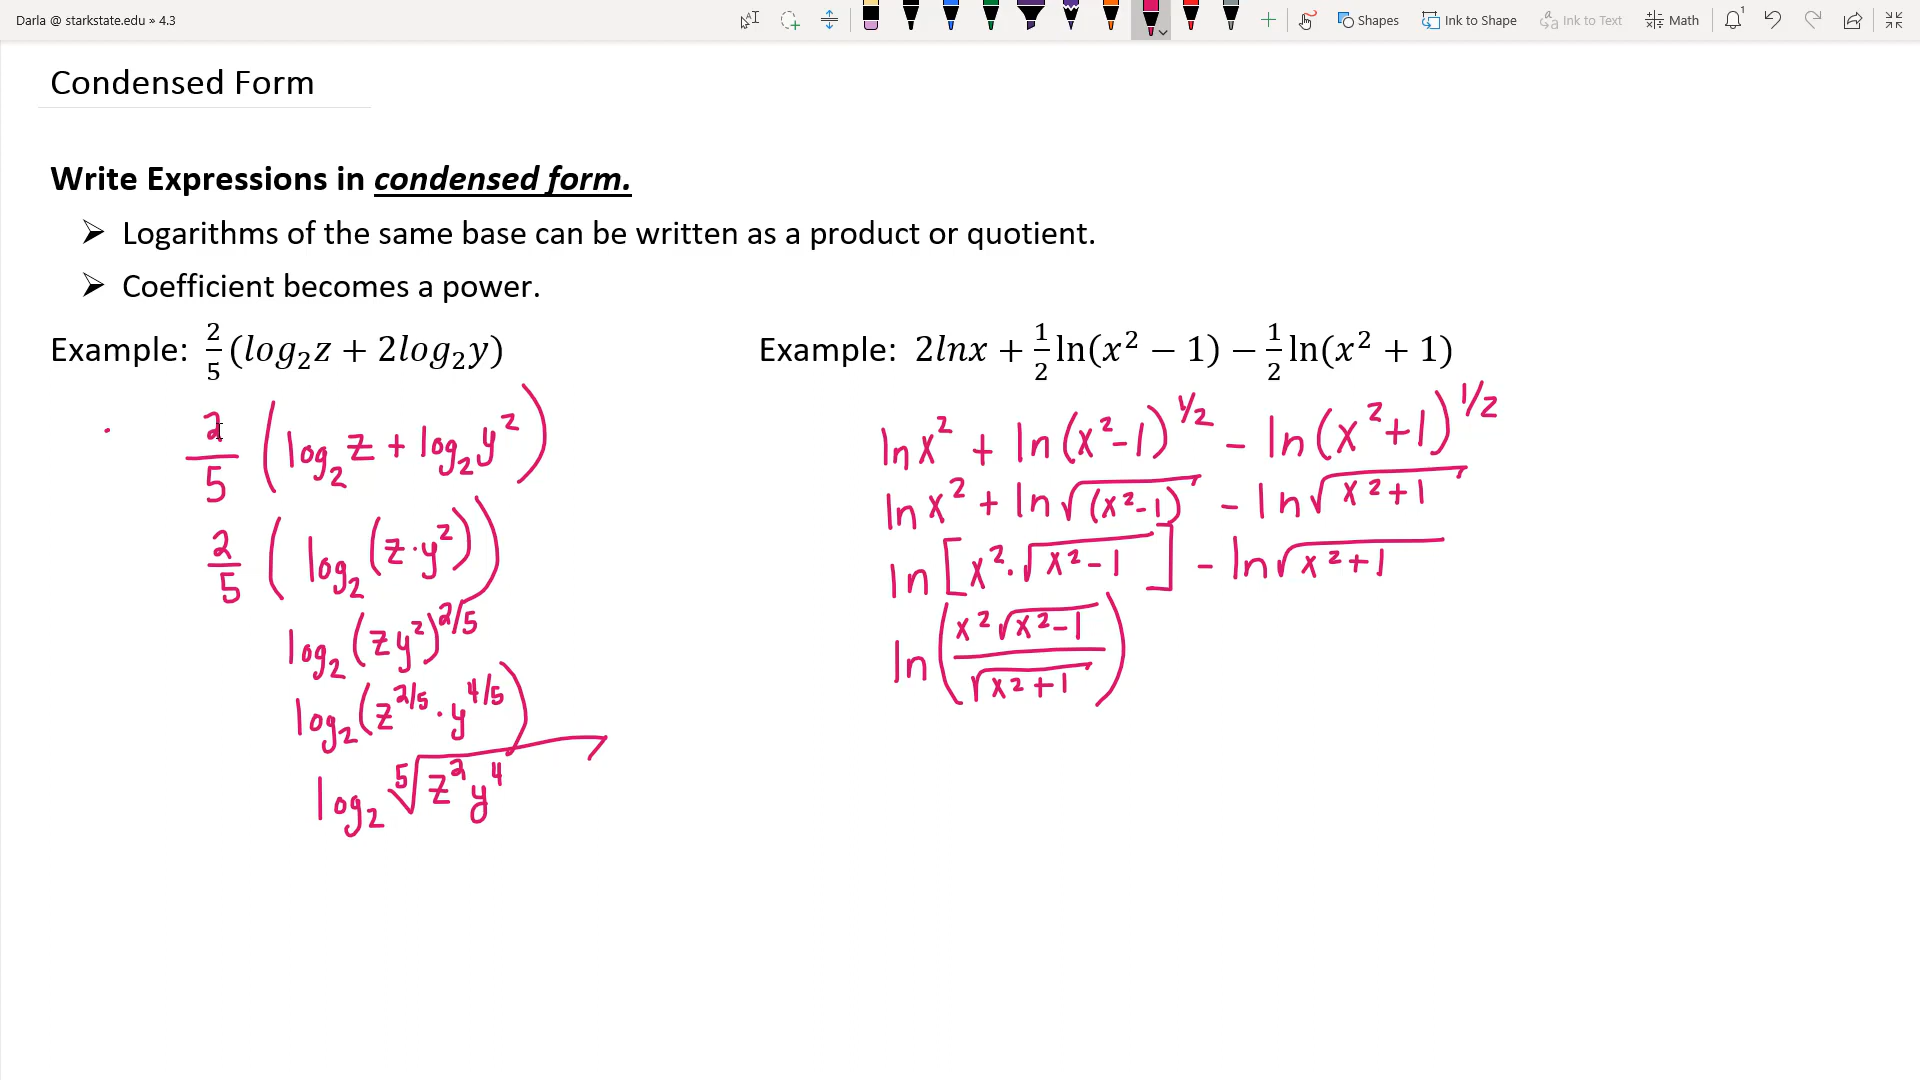 Darla @ starkstate.edu » 4.3
Shapes Ink to Shape Ink to Text Math 1
Condensed Form
Write Expressions in condensed form.
➢ Logarithms of the same base can be written as a product or quotient.
➢ Coefficient becomes a power.
Example: 2/5 (log₂z + 2log₂y)
2/5 (log₂ z + log₂ y²)
2/5 (log₂ (z·y²))
log₂ (zy²)^2/5
log₂ (z^2/5 · y^4/5)
log₂ ⁵√(z²y⁴)
Example: 2lnx + 1/2 ln(x² − 1) − 1/2 ln(x² + 1)
ln x² + ln (x²-1)^1/2 - ln (x²+1)^1/2
ln x² + ln √((x²-1)) - ln √(x²+1)
ln [x² · √(x²-1)] - ln √(x²+1)
ln (x² √(x²-1) / √(x²+1))